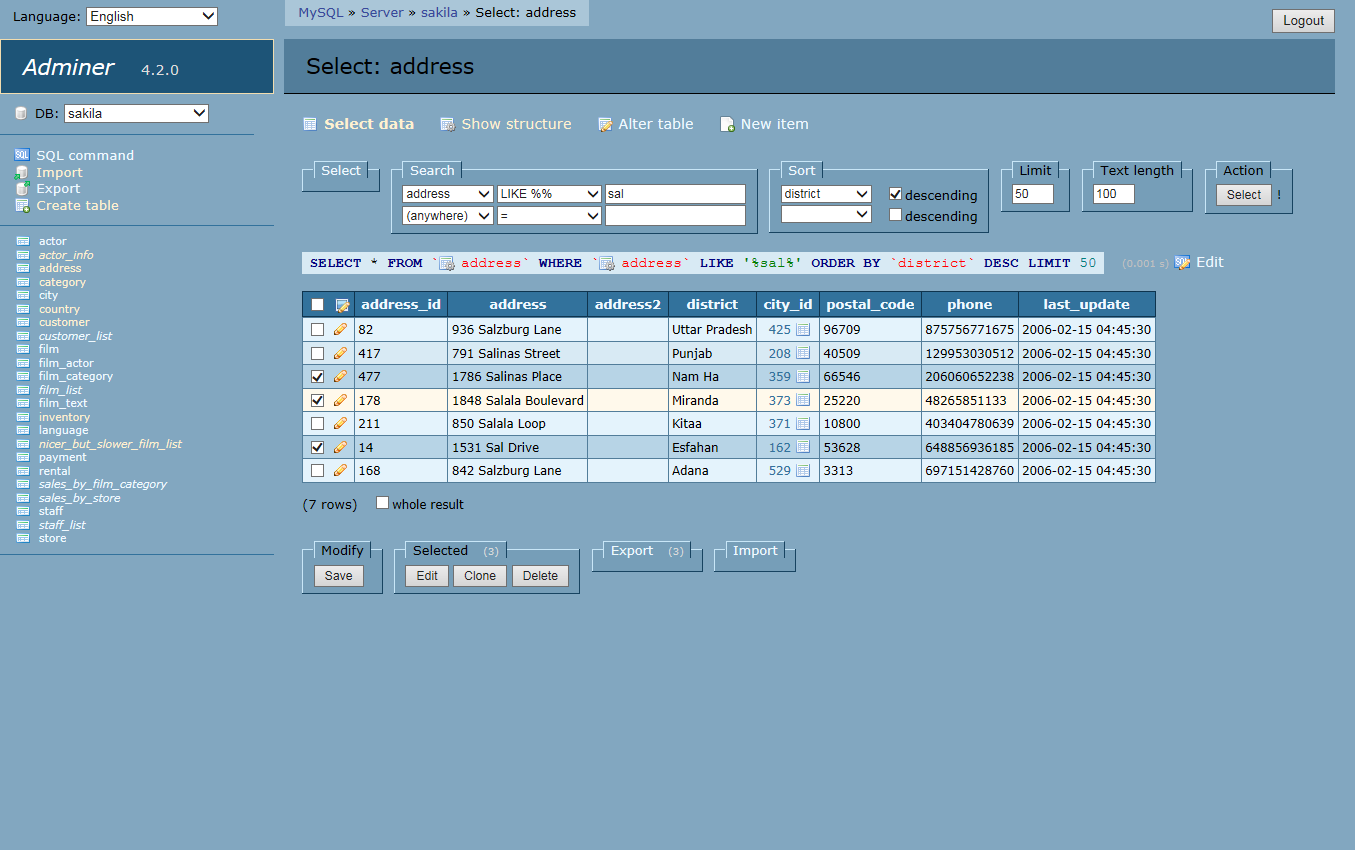 Language: English
MySQL » Server » sakila » Select: address
Logout
Adminer 4.2.0
Select: address
DB: sakila
Select data Show structure Alter table New item
SQL command
Import
Export
Create table
Select
Search
address LIKE %% sal
(anywhere) =
Sort
district descending
descending
Limit
50
Text length
100
Action
Select !
actor
actor_info
address
category
city
country
customer
customer_list
film
film_actor
film_category
film_list
film_text
inventory
language
nicer_but_slower_film_list
payment
rental
sales_by_film_category
sales_by_store
staff
staff_list
store
SELECT * FROM `address` WHERE `address` LIKE '%sal%' ORDER BY `district` DESC LIMIT 50 (0.001 s) Edit
address_id address address2 district city_id postal_code phone last_update
82 936 Salzburg Lane Uttar Pradesh 425 96709 875756771675 2006-02-15 04:45:30
417 791 Salinas Street Punjab 208 40509 129953030512 2006-02-15 04:45:30
477 1786 Salinas Place Nam Ha 359 66546 206060652238 2006-02-15 04:45:30
178 1848 Salala Boulevard Miranda 373 25220 48265851133 2006-02-15 04:45:30
211 850 Salala Loop Kitaa 371 10800 403404780639 2006-02-15 04:45:30
14 1531 Sal Drive Esfahan 162 53628 648856936185 2006-02-15 04:45:30
168 842 Salzburg Lane Adana 529 3313 697151428760 2006-02-15 04:45:30
(7 rows) whole result
Modify
Save
Selected (3)
Edit Clone Delete
Export (3)
Import